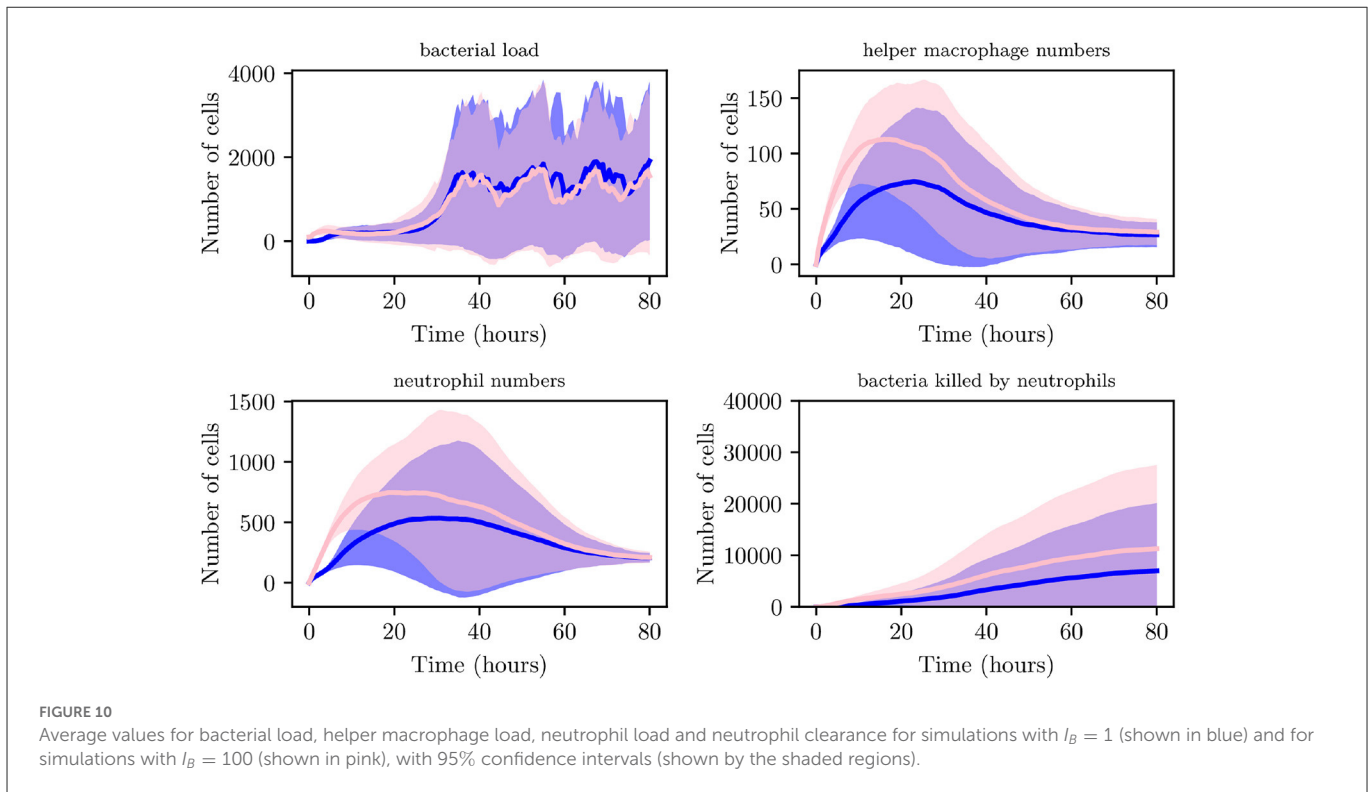 bacterial load
4000
2000
0
Number of cells
0 20 40 60 80
Time (hours)
helper macrophage numbers
150
100
50
0
Number of cells
0 20 40 60 80
Time (hours)
neutrophil numbers
1500
1000
500
0
Number of cells
0 20 40 60 80
Time (hours)
bacteria killed by neutrophils
40000
30000
20000
10000
0
Number of cells
0 20 40 60 80
Time (hours)
FIGURE 10
Average values for bacterial load, helper macrophage load, neutrophil load and neutrophil clearance for simulations with I_B = 1 (shown in blue) and for
simulations with I_B = 100 (shown in pink), with 95% confidence intervals (shown by the shaded regions).